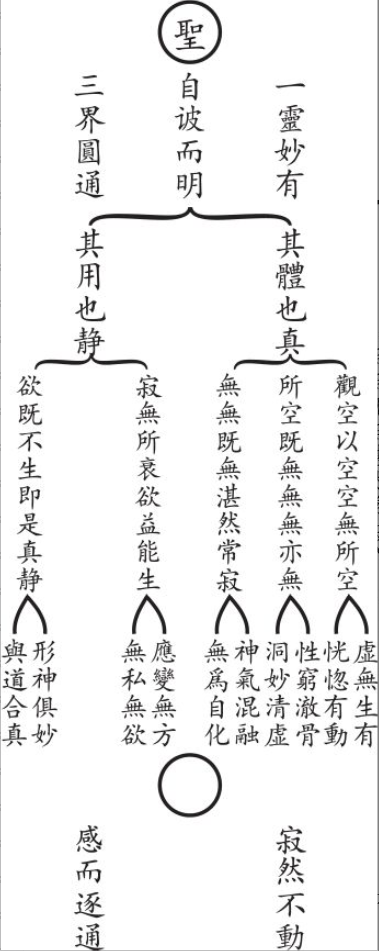 聖
一靈妙有
自诐而明
三界圓通
其體也真
其用也静
觀空以空空無所空
所空既無無無亦無
無無既無湛然常寂
寂無所衰欲益能生
欲既不生即是真静
虚無生有
恍惚有動
性窮澈骨
洞妙清虚
神氣混融
無爲自化
應變無方
無私無欲
形神俱妙
與道合真
寂然不動
感而逐通